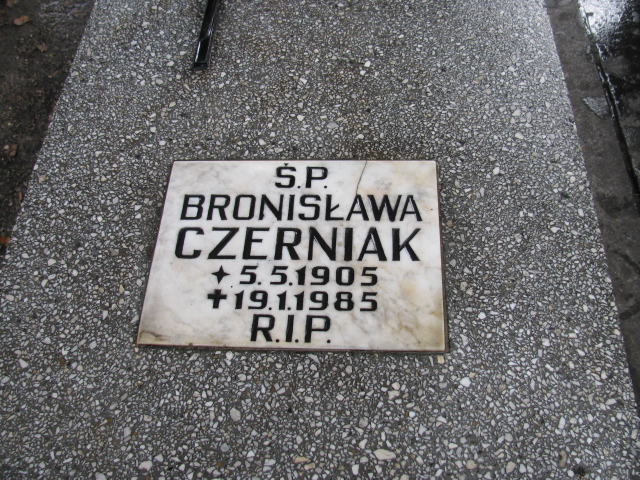 Ś.P.
BRONISŁAWA
CZERNIAK
✦ 5.5.1905
✝ 19.1.1985
R.I.P.